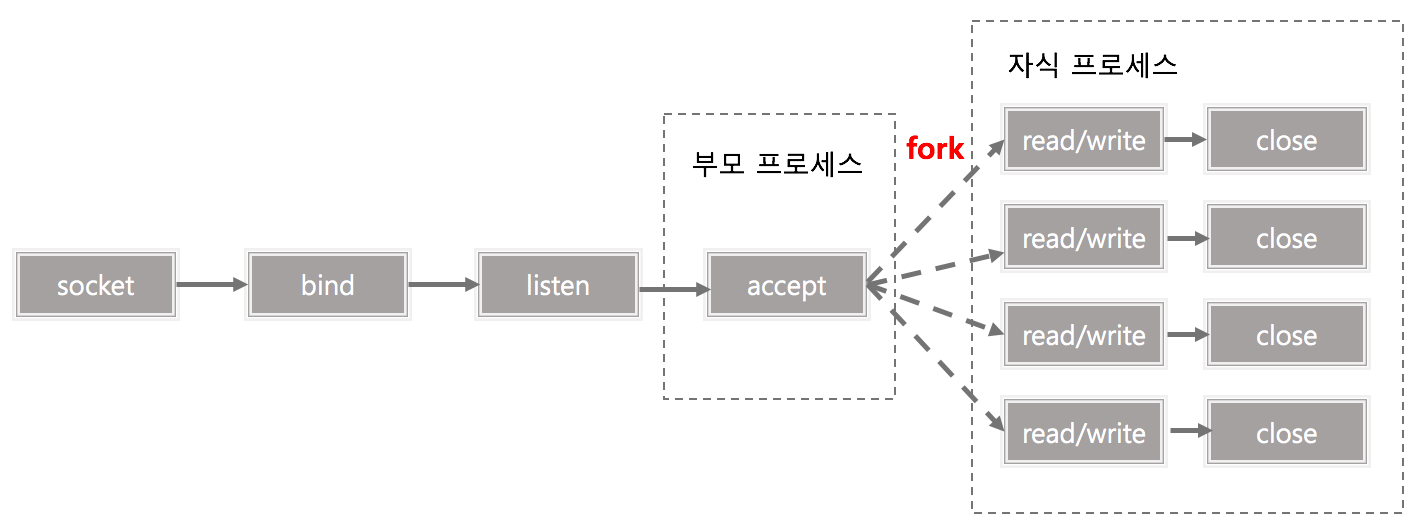 socket
bind
listen
부모 프로세스
accept
fork
자식 프로세스
read/write
close
read/write
close
read/write
close
read/write
close